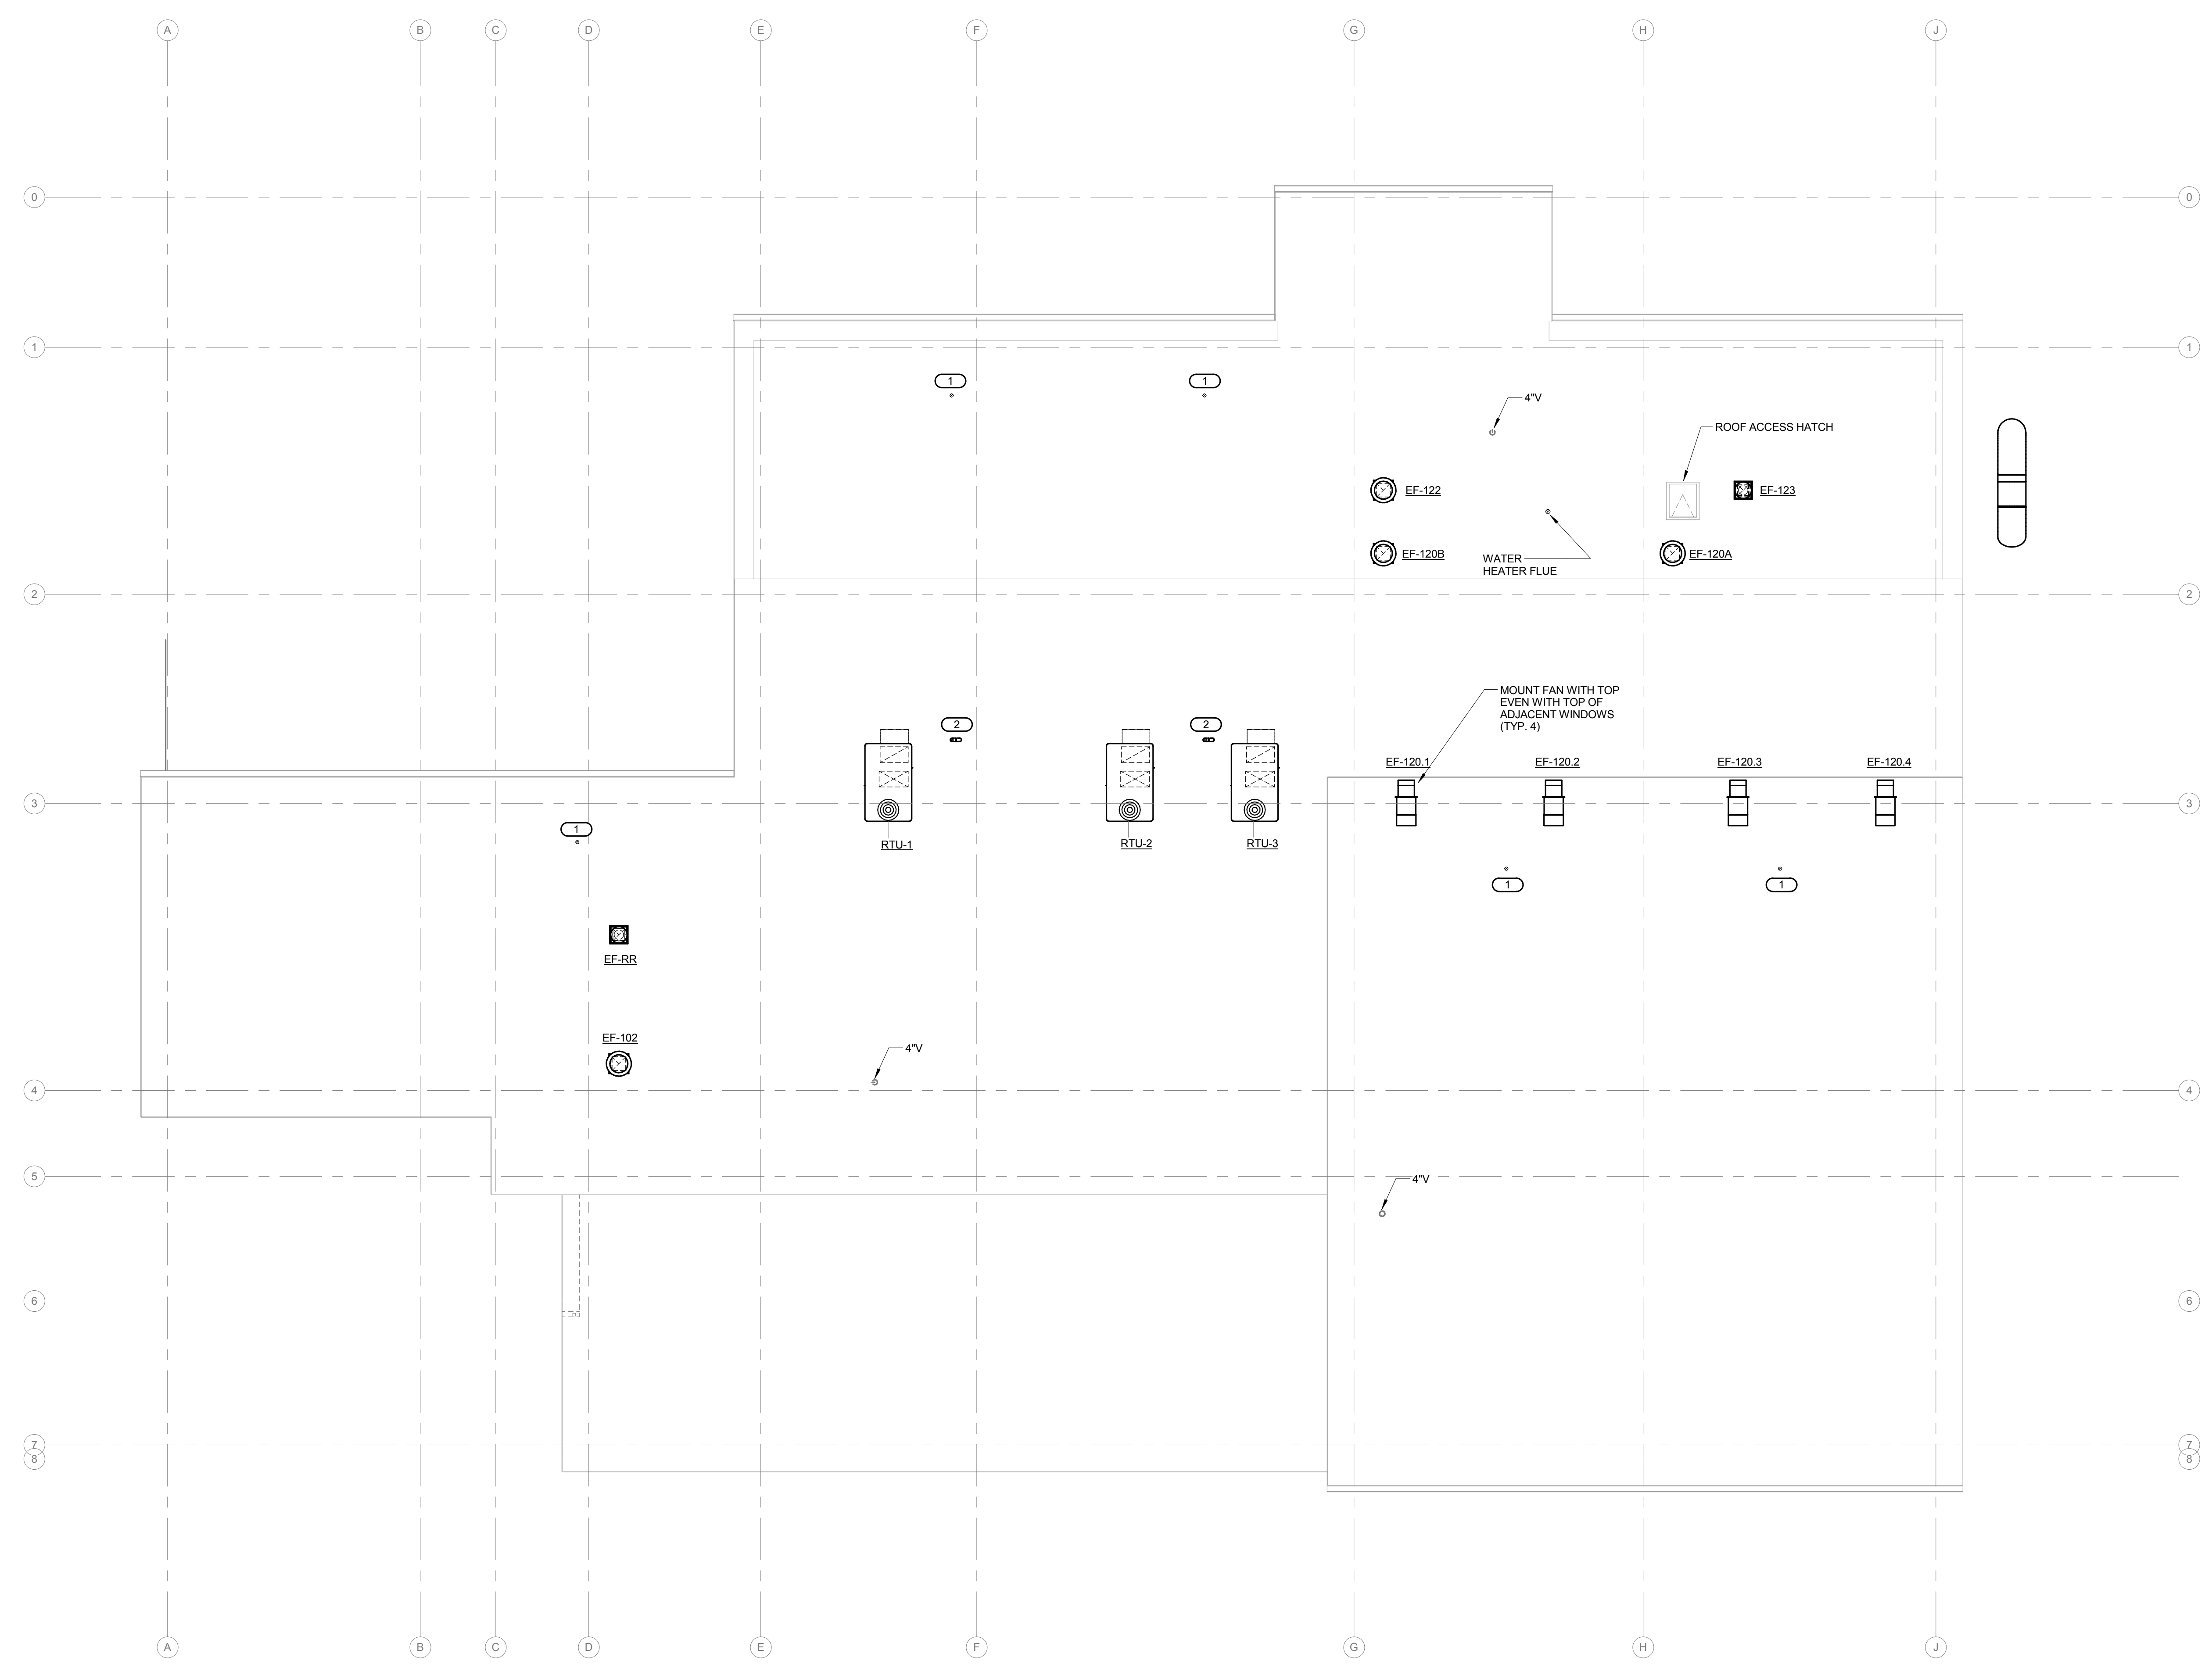 A B C D E F G H J
0 0
1 1
1 1
4"V
ROOF ACCESS HATCH
EF-122 EF-123
EF-120B WATER EF-120A
HEATER FLUE
2 2
MOUNT FAN WITH TOP
EVEN WITH TOP OF
ADJACENT WINDOWS
(TYP. 4)
2 2
EF-120.1 EF-120.2 EF-120.3 EF-120.4
3 3
1
RTU-1 RTU-2 RTU-3
1 1
EF-RR
EF-102
4"V
4 4
5 5
4"V
6 6
7 7
8 8
A B C D E F G H J